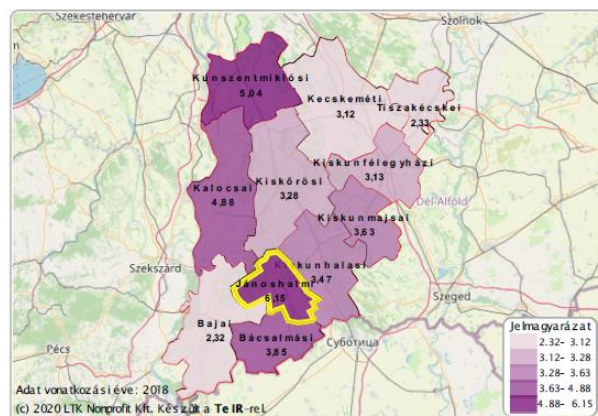 Székesfehérvár
Szolnok
Kunszentmiklósi
5,04
Kecskeméti
3,12
Tiszakécskei
2,33
Kiskunfélegyházi
3,13
Kalocsai
4,88
Kiskőrösi
3,28
Dél-Alföld
Kiskunmajsai
3,63
Szekszárd
Kiskunhalasi
3,47
Jánoshalmi
6,15
Szeged
Bajai
2,32
Bácsalmási
3,85
Суботица
Pécs
Jelmagyarázat
2.32- 3.12
3.12- 3.28
3.28- 3.63
3.63- 4.88
4.88- 6.15
Adat vonatkozási éve: 2018
(c) 2020 LTK Nonprofit Kft. Készült a TeIR-rel.